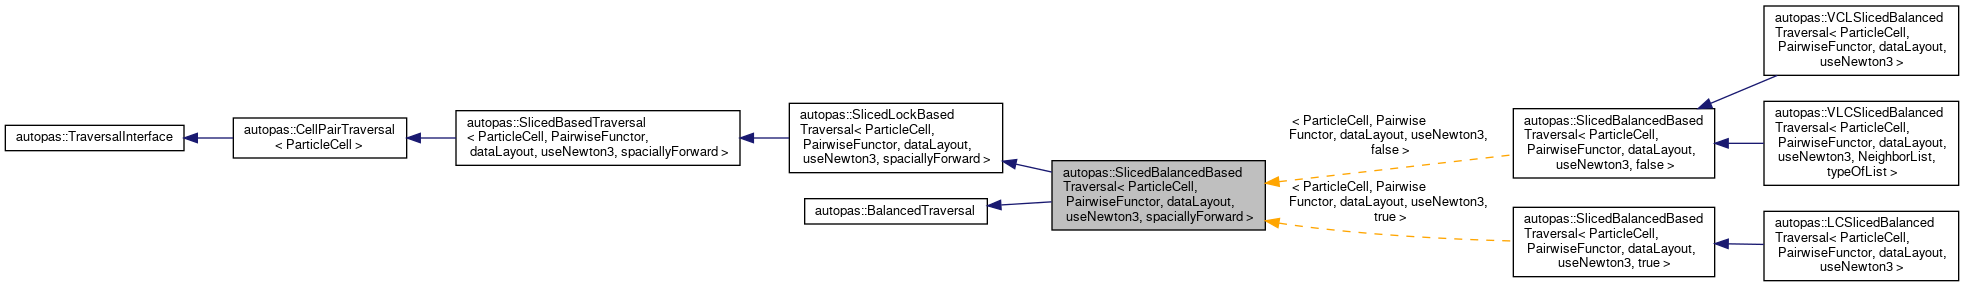 autopas::TraversalInterface
autopas::CellPairTraversal
< ParticleCell >
autopas::SlicedBasedTraversal
< ParticleCell, PairwiseFunctor,
dataLayout, useNewton3, spaciallyForward >
autopas::SlicedLockBased
Traversal< ParticleCell,
PairwiseFunctor, dataLayout,
useNewton3, spaciallyForward >
autopas::BalancedTraversal
autopas::SlicedBalancedBased
Traversal< ParticleCell,
PairwiseFunctor, dataLayout,
useNewton3, spaciallyForward >
< ParticleCell, Pairwise
Functor, dataLayout, useNewton3,
false >
< ParticleCell, Pairwise
Functor, dataLayout, useNewton3,
true >
autopas::SlicedBalancedBased
Traversal< ParticleCell,
PairwiseFunctor, dataLayout,
useNewton3, false >
autopas::SlicedBalancedBased
Traversal< ParticleCell,
PairwiseFunctor, dataLayout,
useNewton3, true >
autopas::VCLSlicedBalanced
Traversal< ParticleCell,
PairwiseFunctor, dataLayout,
useNewton3 >
autopas::VLCSlicedBalanced
Traversal< ParticleCell,
PairwiseFunctor, dataLayout,
useNewton3, NeighborList,
typeOfList >
autopas::LCSlicedBalanced
Traversal< ParticleCell,
PairwiseFunctor, dataLayout,
useNewton3 >